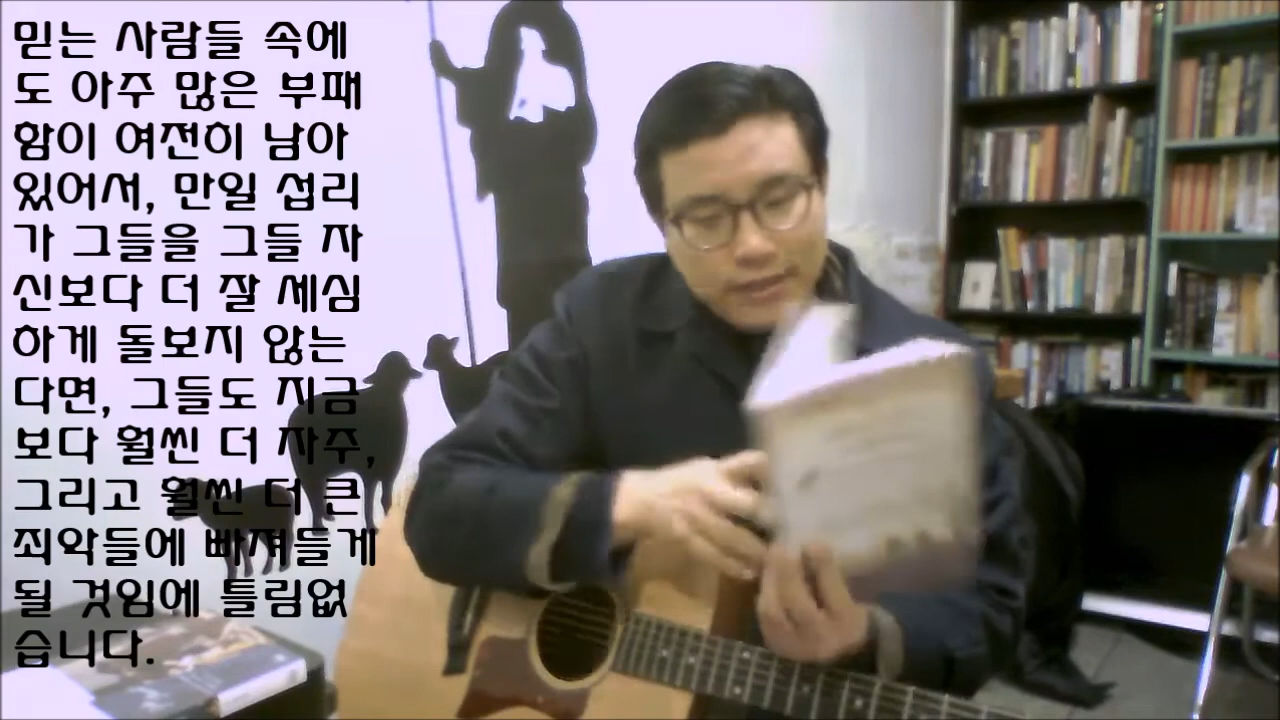 믿는 사람들 속에
도 아주 많은 부패
함이 여전히 남아
있어서, 만일 섭리
가 그들을 그들 자
신보다 더 잘 세심
하게 돌보지 않는
다면, 그들도 지금
보다 훨씬 더 자주,
그리고 훨씬 더 큰
죄악들에 빠져들게
될 것임에 틀림없
습니다.